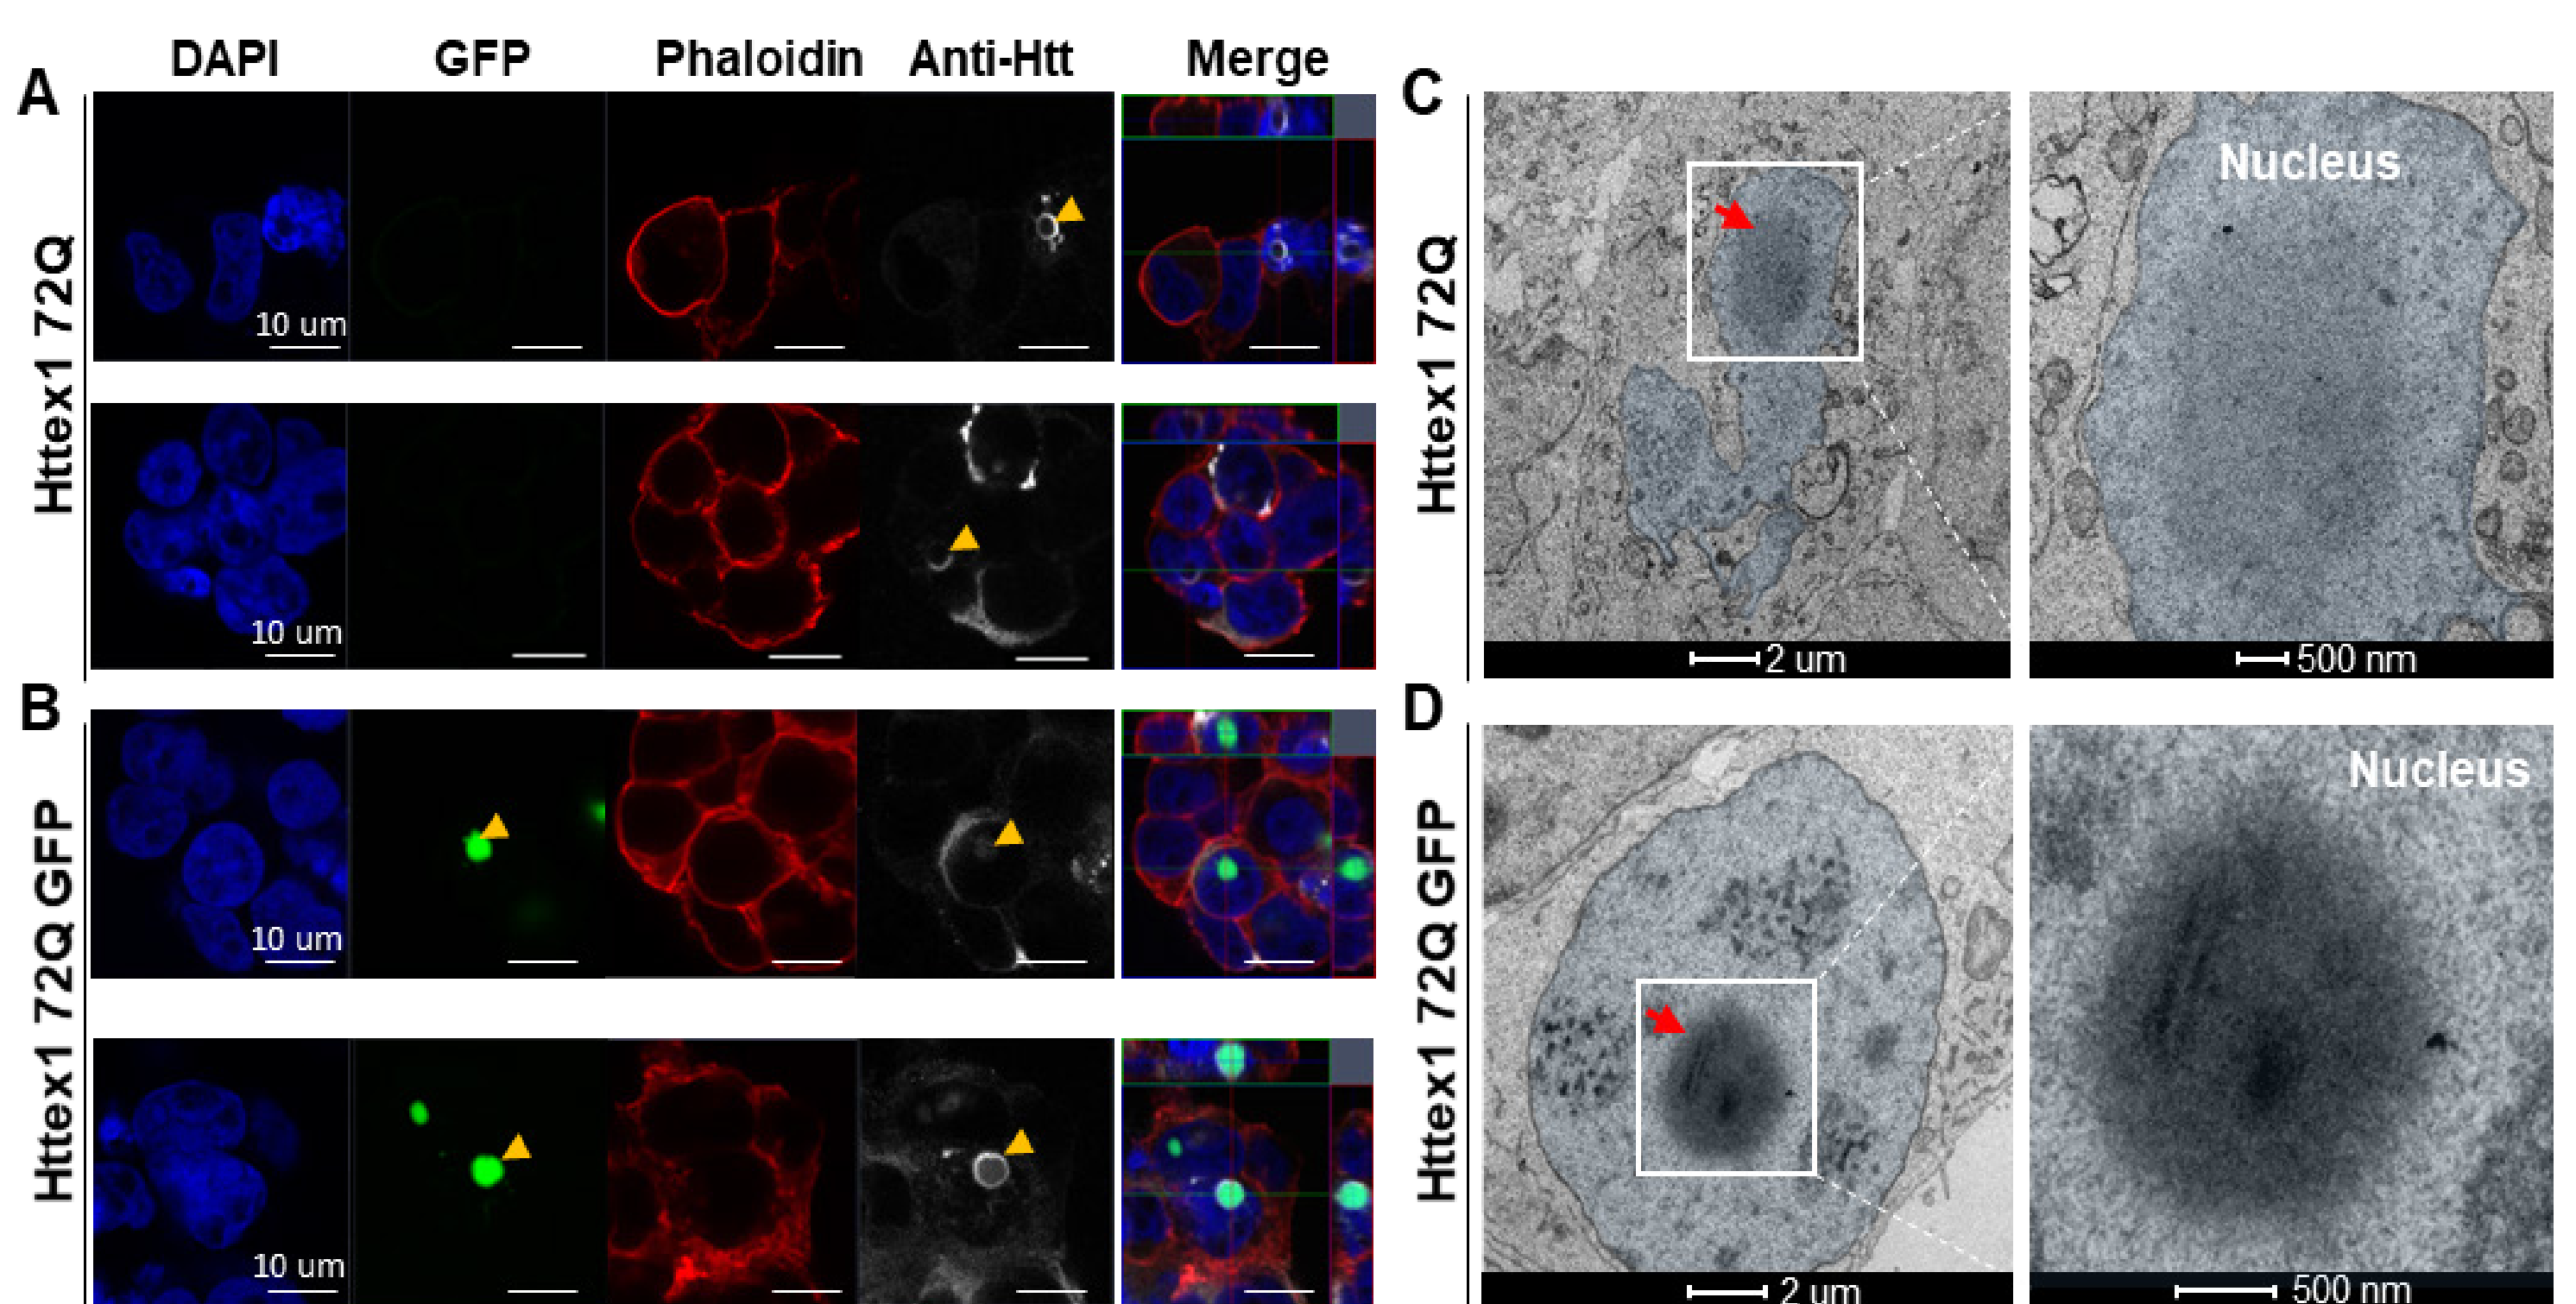 DAPI GFP Phaloidin Anti-Htt Merge
A
Httex1 72Q
10 um
10 um
B
Httex1 72Q GFP
10 um
10 um
C
Httex1 72Q
Nucleus
2 um
500 nm
D
Httex1 72Q GFP
Nucleus
2 um
500 nm